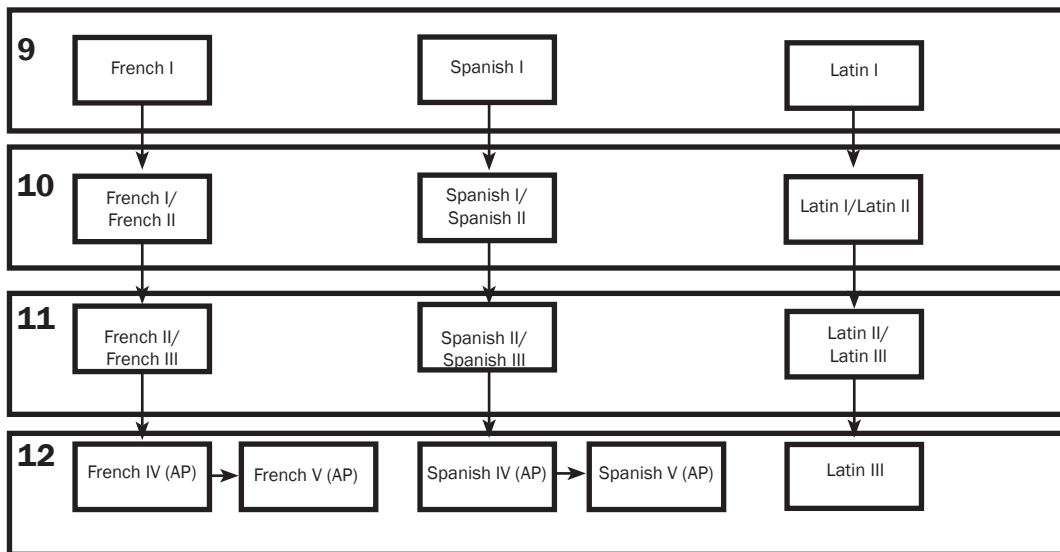 9
French I
Spanish I
Latin I
10
French I/
French II
Spanish I/
Spanish II
Latin I/Latin II
11
French II/
French III
Spanish II/
Spanish III
Latin II/
Latin III
12
French IV (AP)
French V (AP)
Spanish IV (AP)
Spanish V (AP)
Latin III